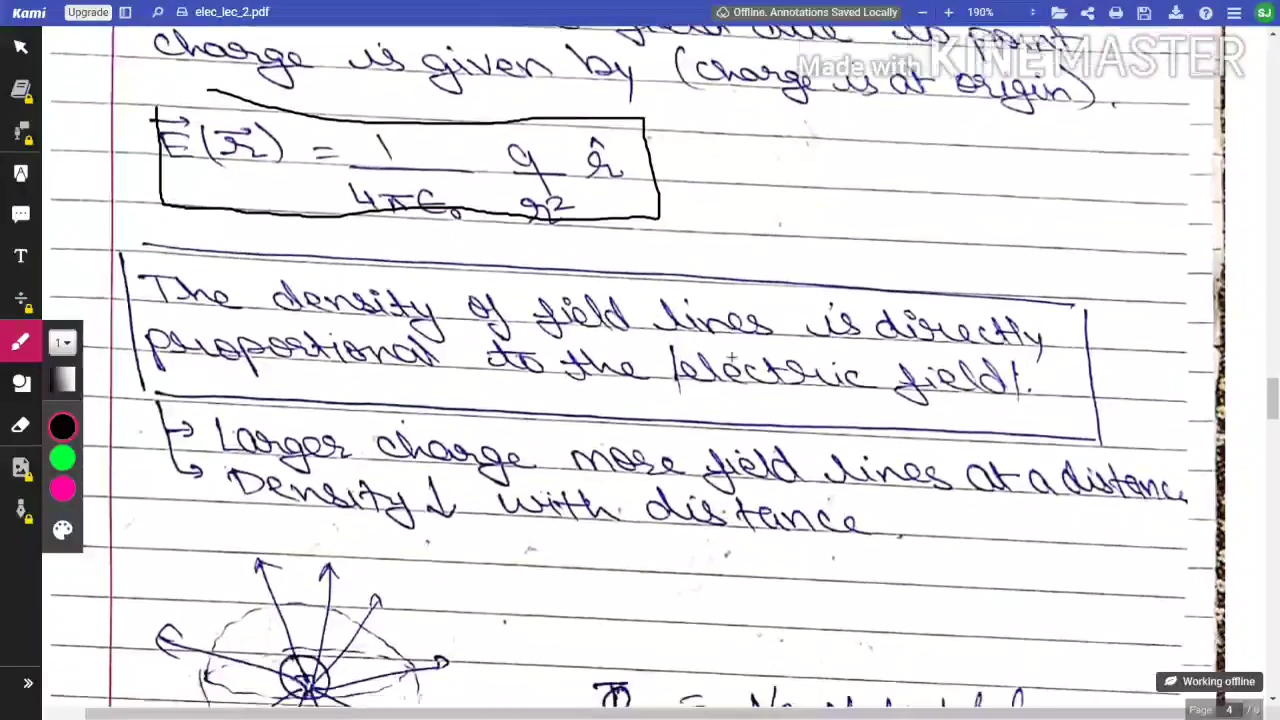 Kami
Upgrade
elec_lec_2.pdf
Offline. Annotations Saved Locally
190%
SJ
Made with KINEMASTER
charge is given by (charge is at origin).
E⃗(r⃗) = 1/4πϵ₀ q/r² r̂
The density of field lines is directly
proportional to the |electric field|.
→ Larger charge more field lines at a distance
→ Density ↓ with distance.
T
1
Working offline
Page 4 /